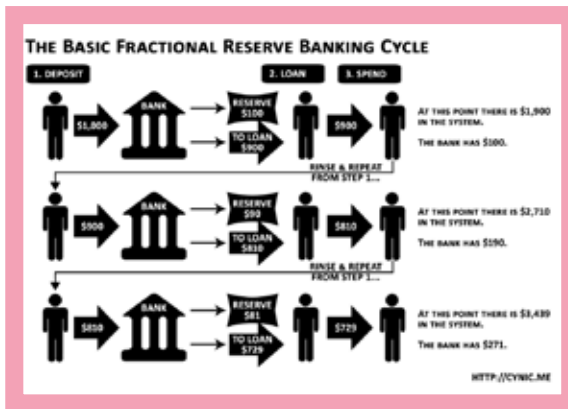 The Basic Fractional Reserve Banking Cycle
1. Deposit
2. Loan
3. Spend
$1,000
Bank
Reserve
$100
To Loan
$900
$900
At this point there is $1,900
in the system.
The bank has $100.
Rinse & Repeat
from step 1...
$900
Bank
Reserve
$90
To Loan
$810
$810
At this point there is $2,710
in the system.
The bank has $190.
Rinse & Repeat
from step 1...
$810
Bank
Reserve
$81
To Loan
$729
$729
At this point there is $3,439
in the system.
The bank has $271.
http://cynic.me